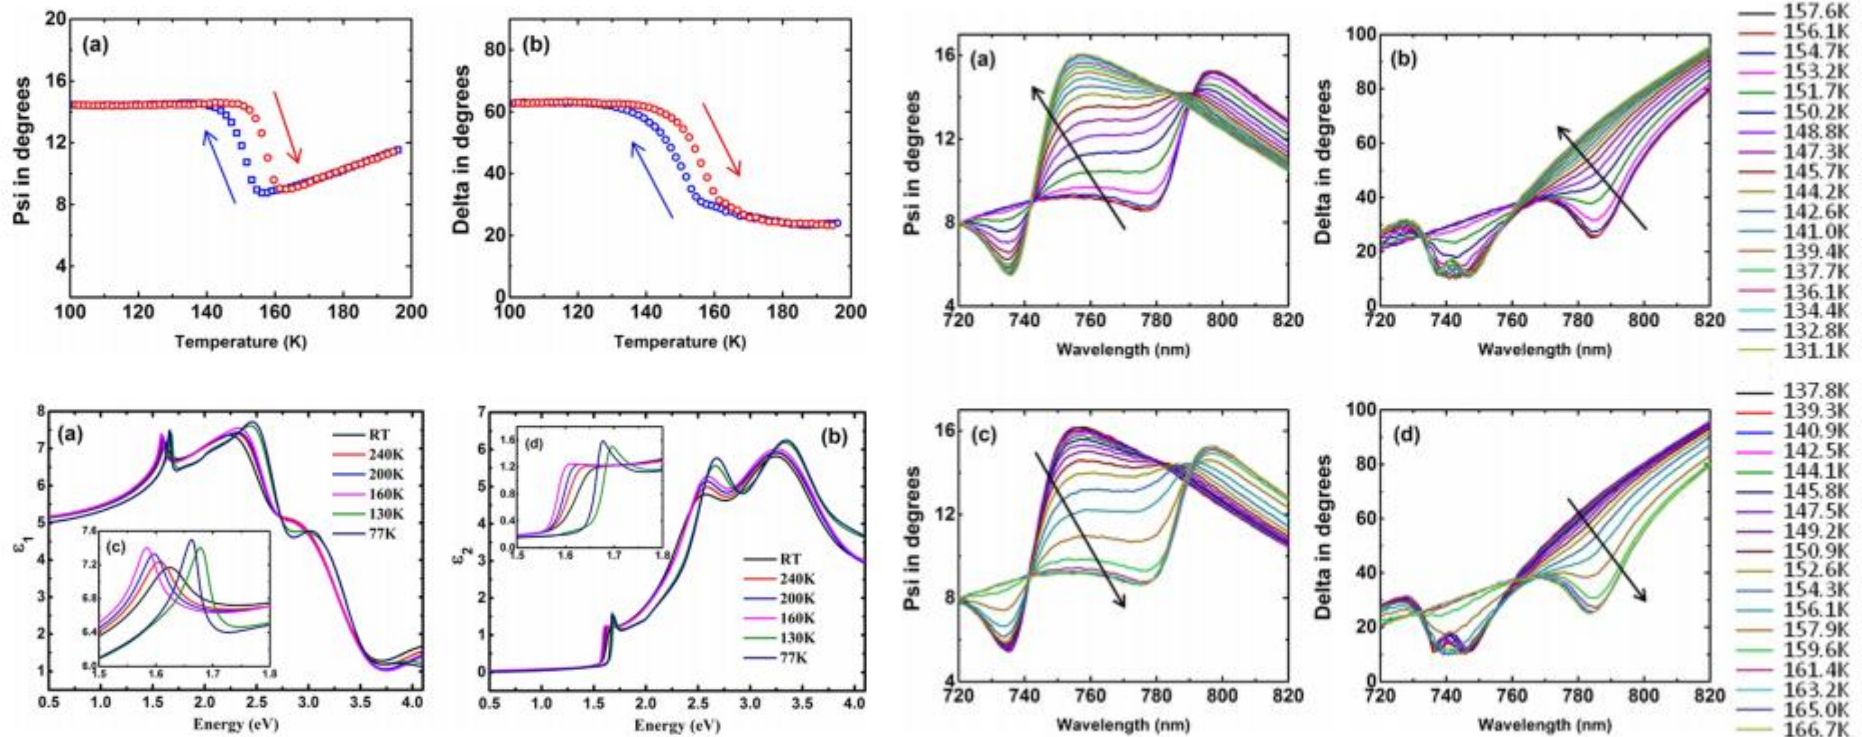 (a)
20
16
12
8
4
Psi in degrees
100 120 140 160 180 200
Temperature (K)
(b)
80
60
40
20
0
Delta in degrees
100 120 140 160 180 200
Temperature (K)
(a)
16
12
8
4
Psi in degrees
720 740 760 780 800 820
Wavelength (nm)
(b)
100
80
60
40
20
0
Delta in degrees
720 740 760 780 800 820
Wavelength (nm)
157.6K
156.1K
154.7K
153.2K
151.7K
150.2K
148.8K
147.3K
145.7K
144.2K
142.6K
141.0K
139.4K
137.7K
136.1K
134.4K
132.8K
131.1K
(a)
8
7
6
5
4
3
2
1
ε1
RT
240K
200K
160K
130K
77K
(c)
7.6
7.2
6.8
6.4
6.0
1.5 1.6 1.7 1.8
0.5 1.0 1.5 2.0 2.5 3.0 3.5 4.0
Energy (eV)
(b)
7
6
5
4
3
2
1
0
ε2
(d)
1.6
1.2
0.8
0.4
0.0
1.5 1.6 1.7 1.8
RT
240K
200K
160K
130K
77K
0.5 1.0 1.5 2.0 2.5 3.0 3.5 4.0
Energy (eV)
(c)
16
12
8
4
Psi in degrees
720 740 760 780 800 820
Wavelength (nm)
(d)
100
80
60
40
20
0
Delta in degrees
720 740 760 780 800 820
Wavelength (nm)
137.8K
139.3K
140.9K
142.5K
144.1K
145.8K
147.5K
149.2K
150.9K
152.6K
154.3K
156.1K
157.9K
159.6K
161.4K
163.2K
165.0K
166.7K